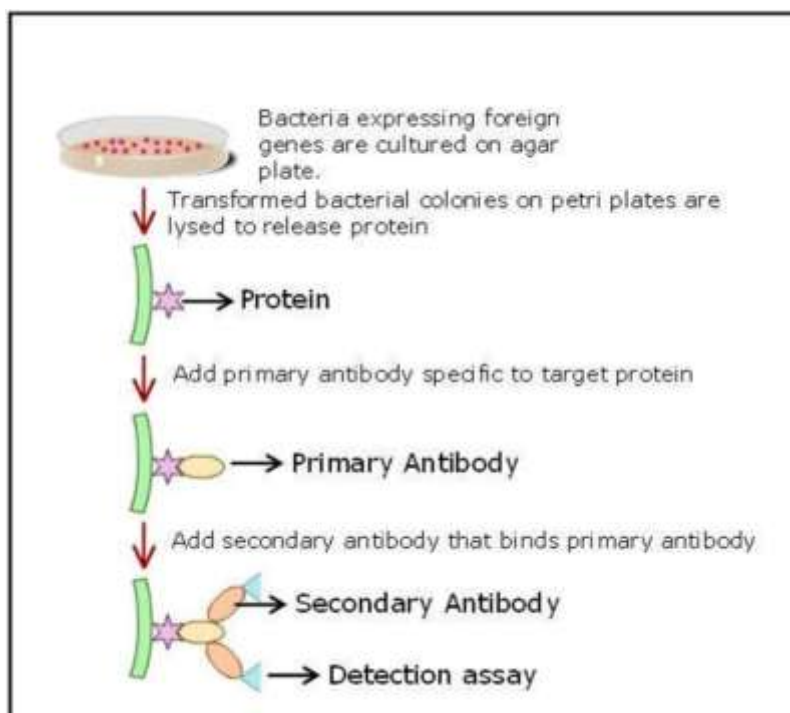 Bacteria expressing foreign
genes are cultured on agar
plate.
Transformed bacterial colonies on petri plates are
lysed to release protein
Protein
Add primary antibody specific to target protein
Primary Antibody
Add secondary antibody that binds primary antibody
Secondary Antibody
Detection assay